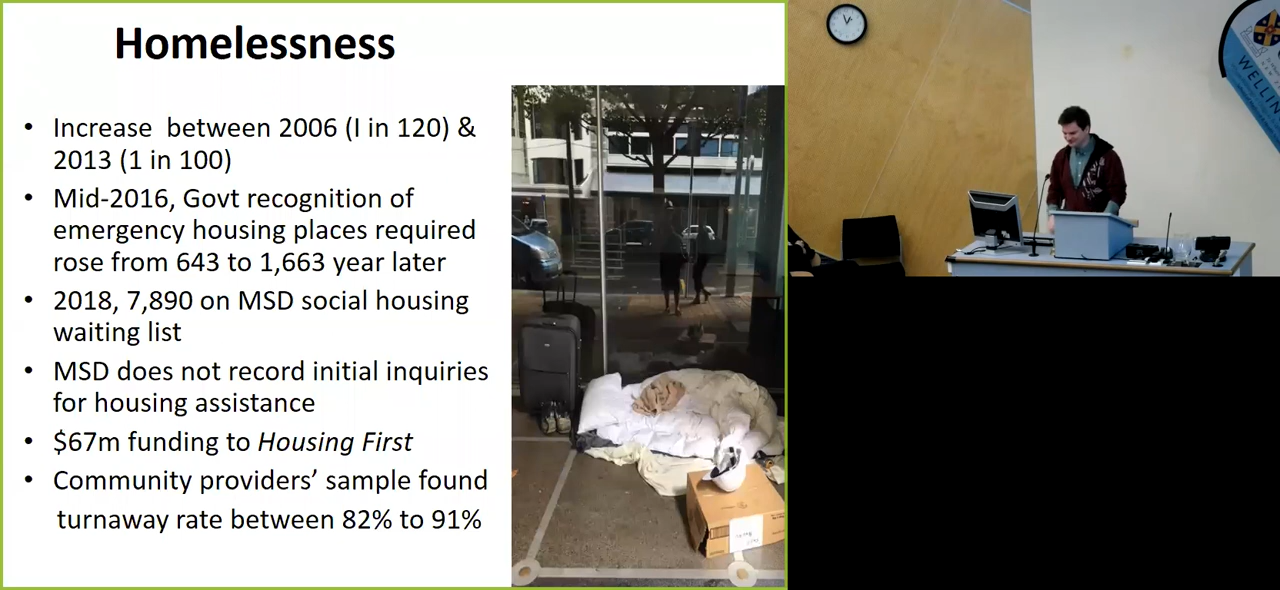 Homelessness
• Increase  between 2006 (I in 120) &
2013 (1 in 100)
• Mid-2016, Govt recognition of
emergency housing places required
rose from 643 to 1,663 year later
• 2018, 7,890 on MSD social housing
waiting list
• MSD does not record initial inquiries
for housing assistance
• $67m funding to Housing First
• Community providers’ sample found
turnaway rate between 82% to 91%
WELLIN